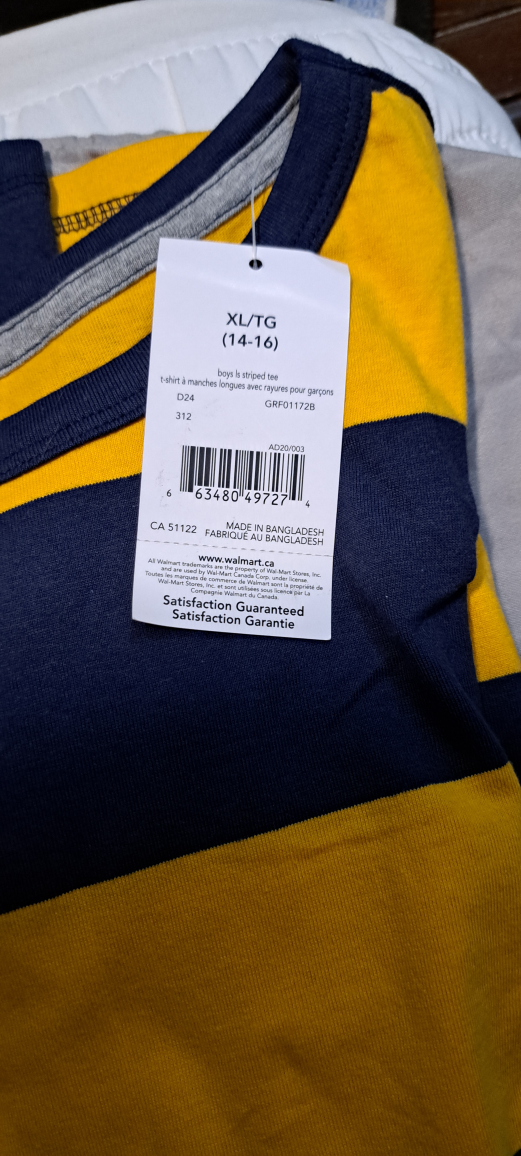 XL/TG
(14-16)
boys ls striped tee
t-shirt à manches longues avec rayures pour garçons
D24 GRF01172B
312
AD20/003
6 63480 49727 4
CA 51122 MADE IN BANGLADESH
FABRIQUÉ AU BANGLADESH
www.walmart.ca
All Walmart trademarks are the property of Wal-Mart Stores, Inc.
and are used by Wal-Mart Canada Corp. under license.
Toutes les marques de commerce de Walmart sont la propriété de
Wal-Mart Stores, Inc. et sont utilisées sous licence par La
Compagnie Walmart du Canada.
Satisfaction Guaranteed
Satisfaction Garantie